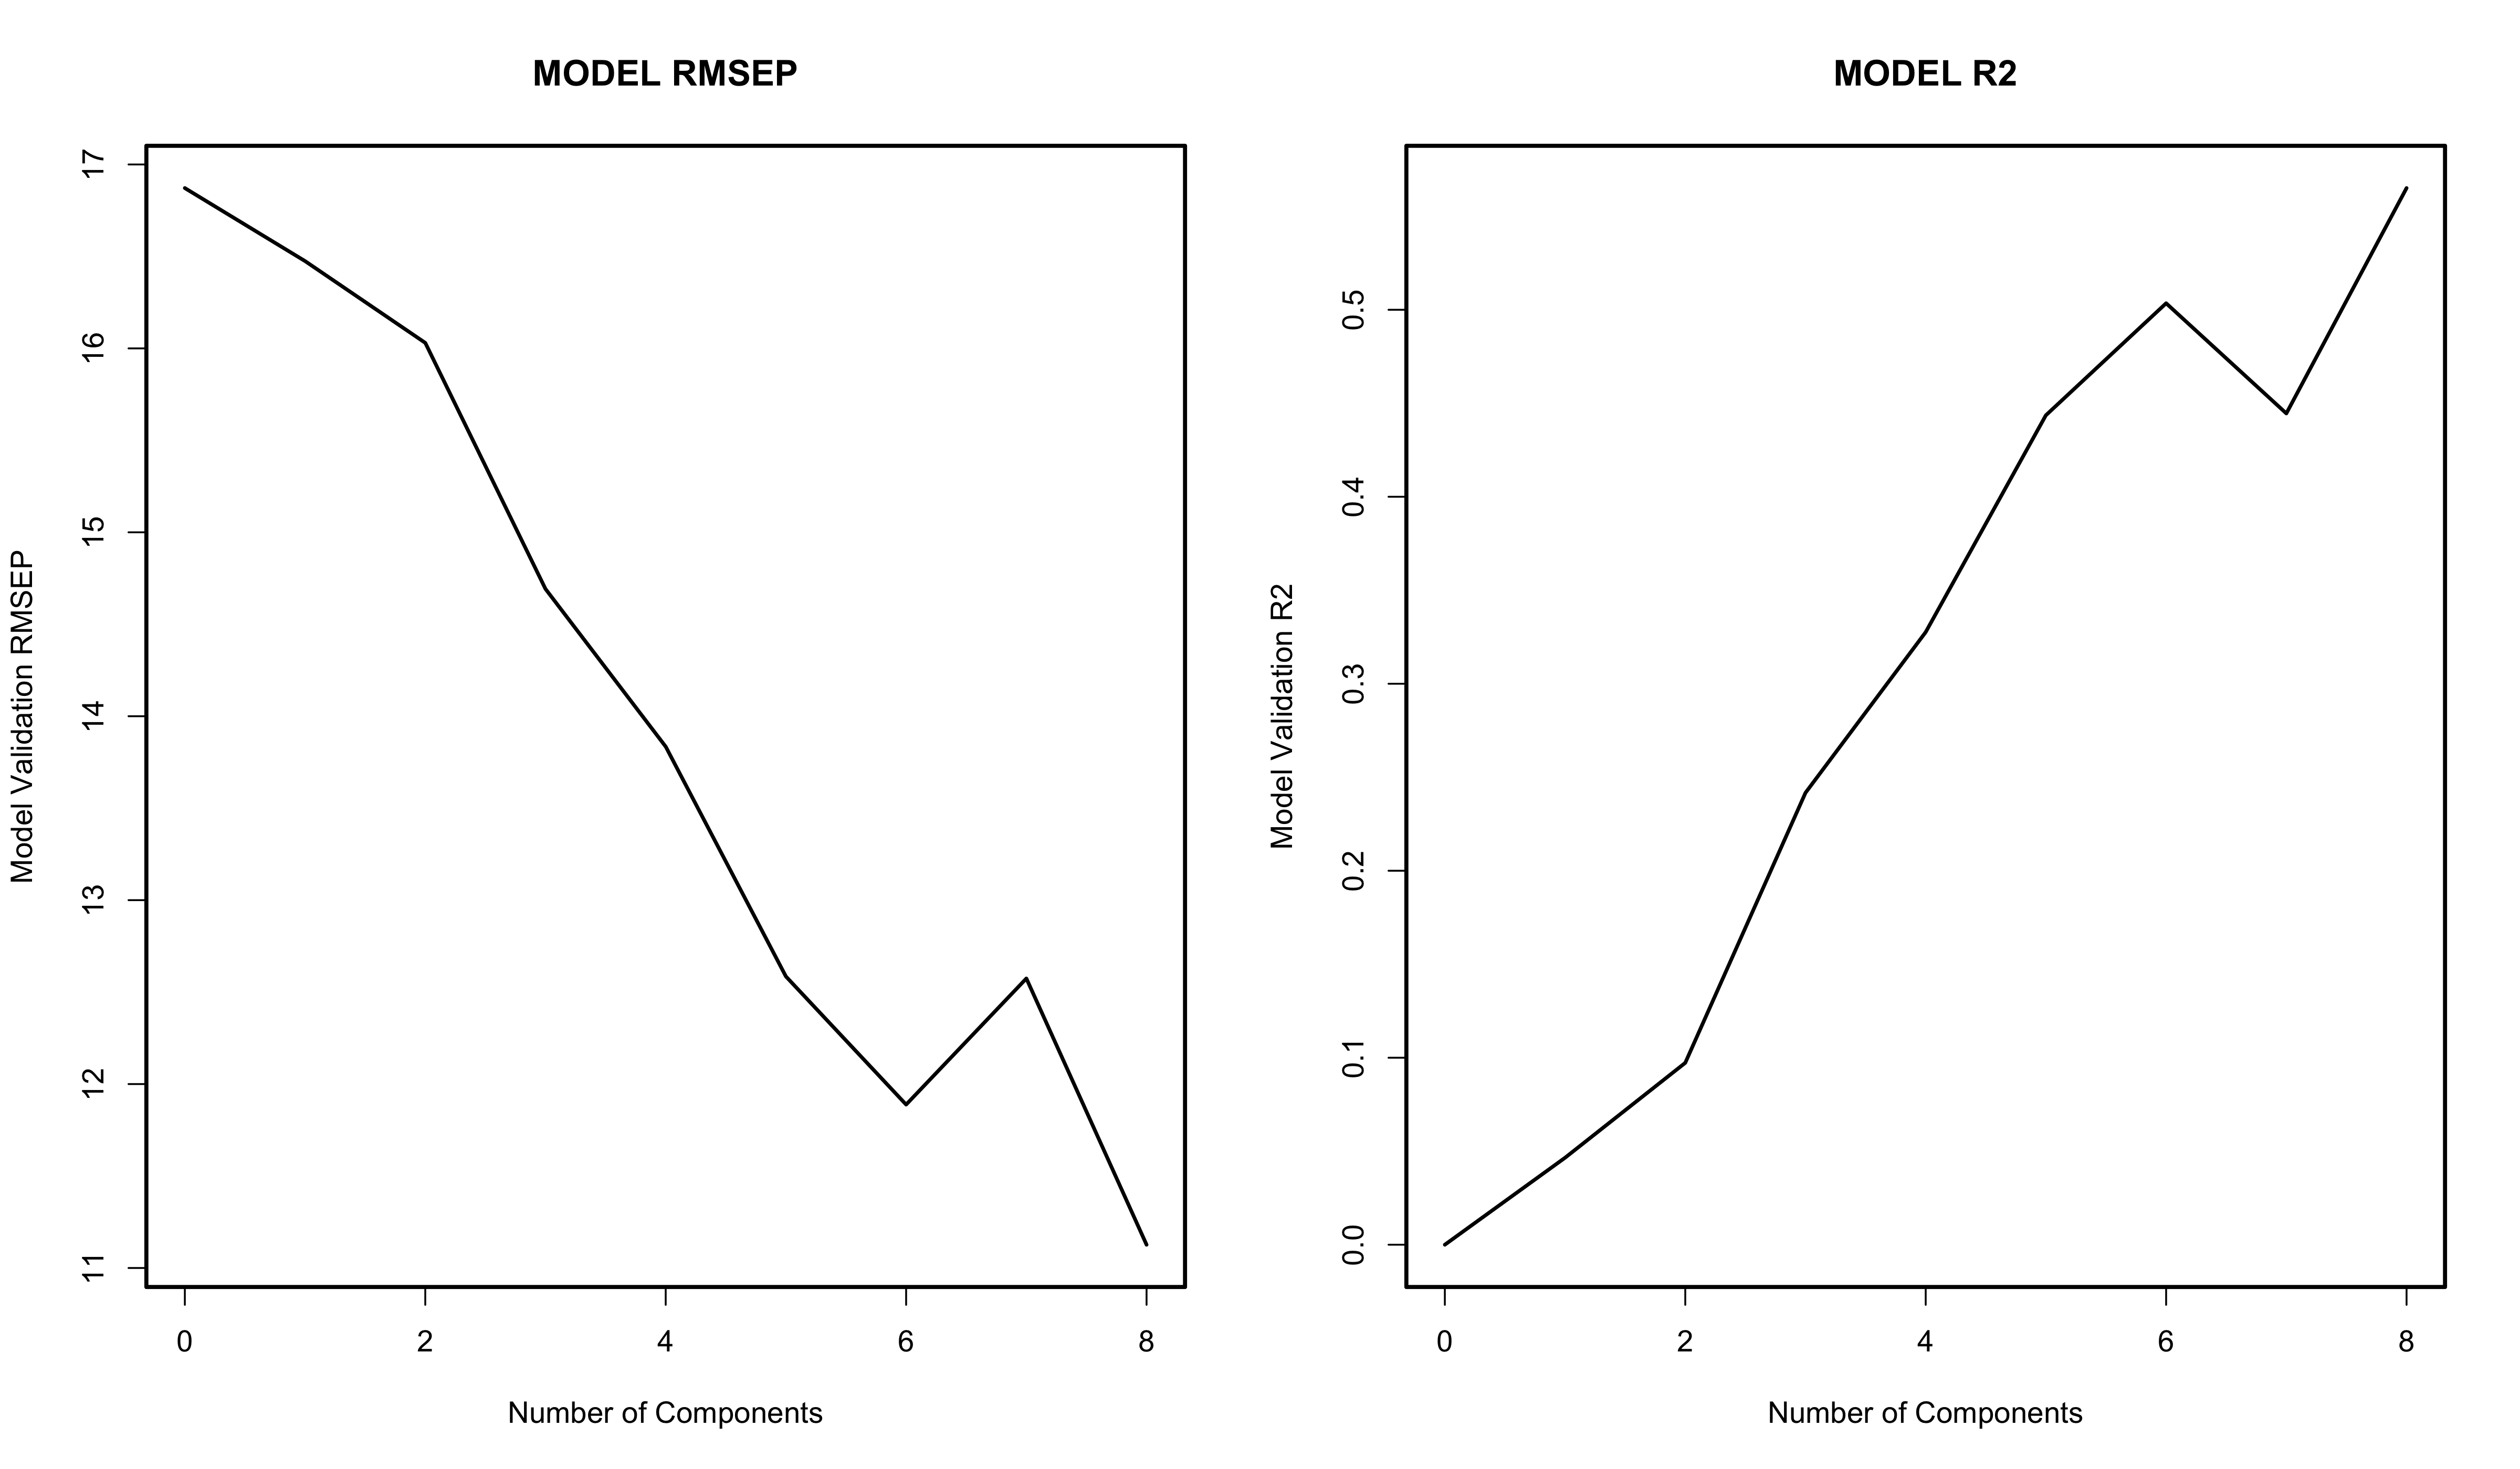 MODEL RMSEP
Model Validation RMSEP
17
16
15
14
13
12
11
0 2 4 6 8
Number of Components
MODEL R2
Model Validation R2
0.5
0.4
0.3
0.2
0.1
0.0
0 2 4 6 8
Number of Components